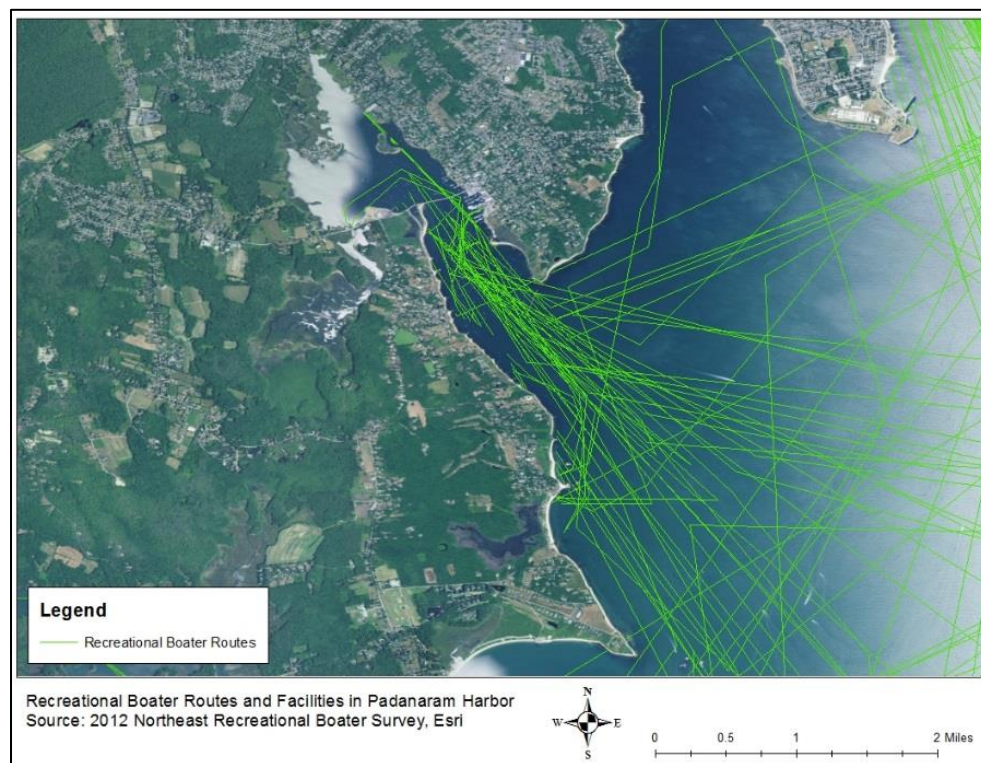 Legend
Recreational Boater Routes
Recreational Boater Routes and Facilities in Padanaram Harbor
Source: 2012 Northeast Recreational Boater Survey, Esri
N
W E
S
0 0.5 1 2 Miles